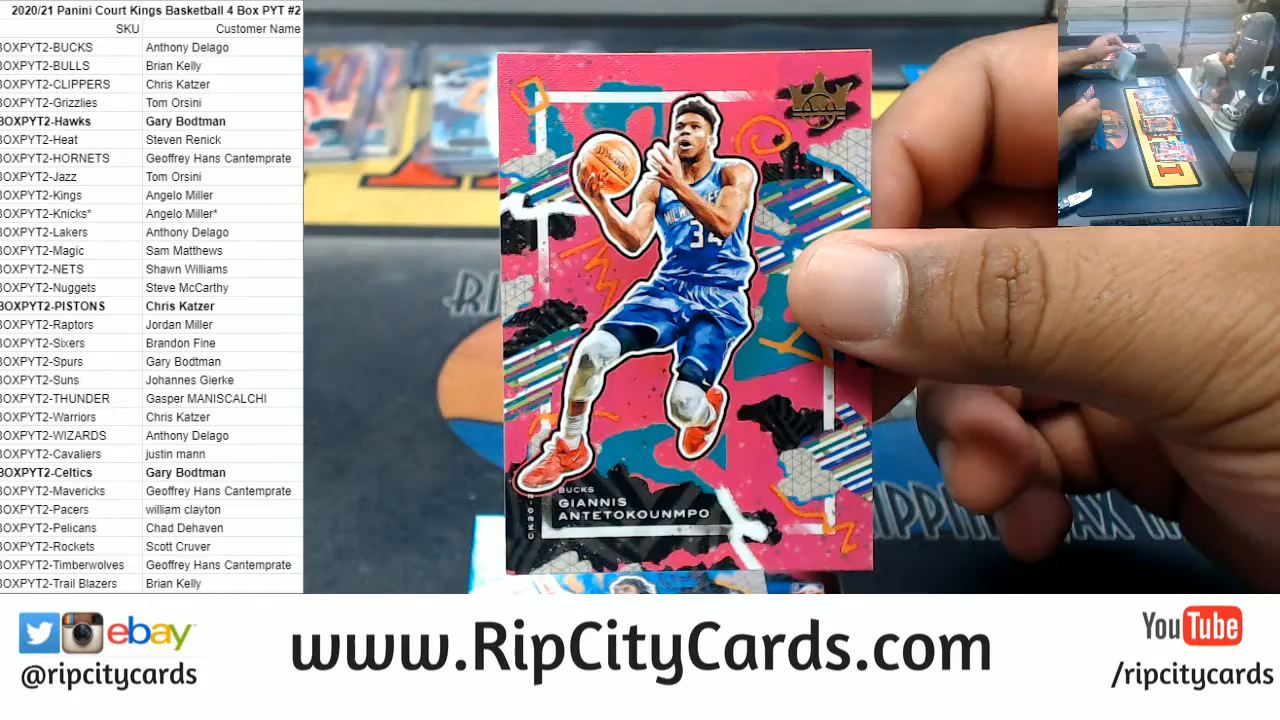 2020/21 Panini Court Kings Basketball 4 Box PYT #2
SKU Customer Name
BOXPYT2-BUCKS Anthony Delago
BOXPYT2-BULLS Brian Kelly
BOXPYT2-CLIPPERS Chris Katzer
BOXPYT2-Grizzlies Tom Orsini
BOXPYT2-Hawks Gary Bodtman
BOXPYT2-Heat Steven Renick
BOXPYT2-HORNETS Geoffrey Hans Cantemprate
BOXPYT2-Jazz Tom Orsini
BOXPYT2-Kings Angelo Miller
BOXPYT2-Knicks* Angelo Miller*
BOXPYT2-Lakers Anthony Delago
BOXPYT2-Magic Sam Matthews
BOXPYT2-NETS Shawn Williams
BOXPYT2-Nuggets Steve McCarthy
BOXPYT2-PISTONS Chris Katzer
BOXPYT2-Raptors Jordan Miller
BOXPYT2-Sixers Brandon Fine
BOXPYT2-Spurs Gary Bodtman
BOXPYT2-Suns Johannes Gierke
BOXPYT2-THUNDER Gasper MANISCALCHI
BOXPYT2-Warriors Chris Katzer
BOXPYT2-WIZARDS Anthony Delago
BOXPYT2-Cavaliers justin mann
BOXPYT2-Celtics Gary Bodtman
BOXPYT2-Mavericks Geoffrey Hans Cantemprate
BOXPYT2-Pacers william clayton
BOXPYT2-Pelicans Chad Dehaven
BOXPYT2-Rockets Scott Cruver
BOXPYT2-Timberwolves Geoffrey Hans Cantemprate
BOXPYT2-Trail Blazers Brian Kelly
SPALDING
MILWAUKEE
34
BUCKS
GIANNIS
ANTETOKOUNMPO
ebay
@ripcitycards
www.RipCityCards.com
YouTube
/ripcitycards